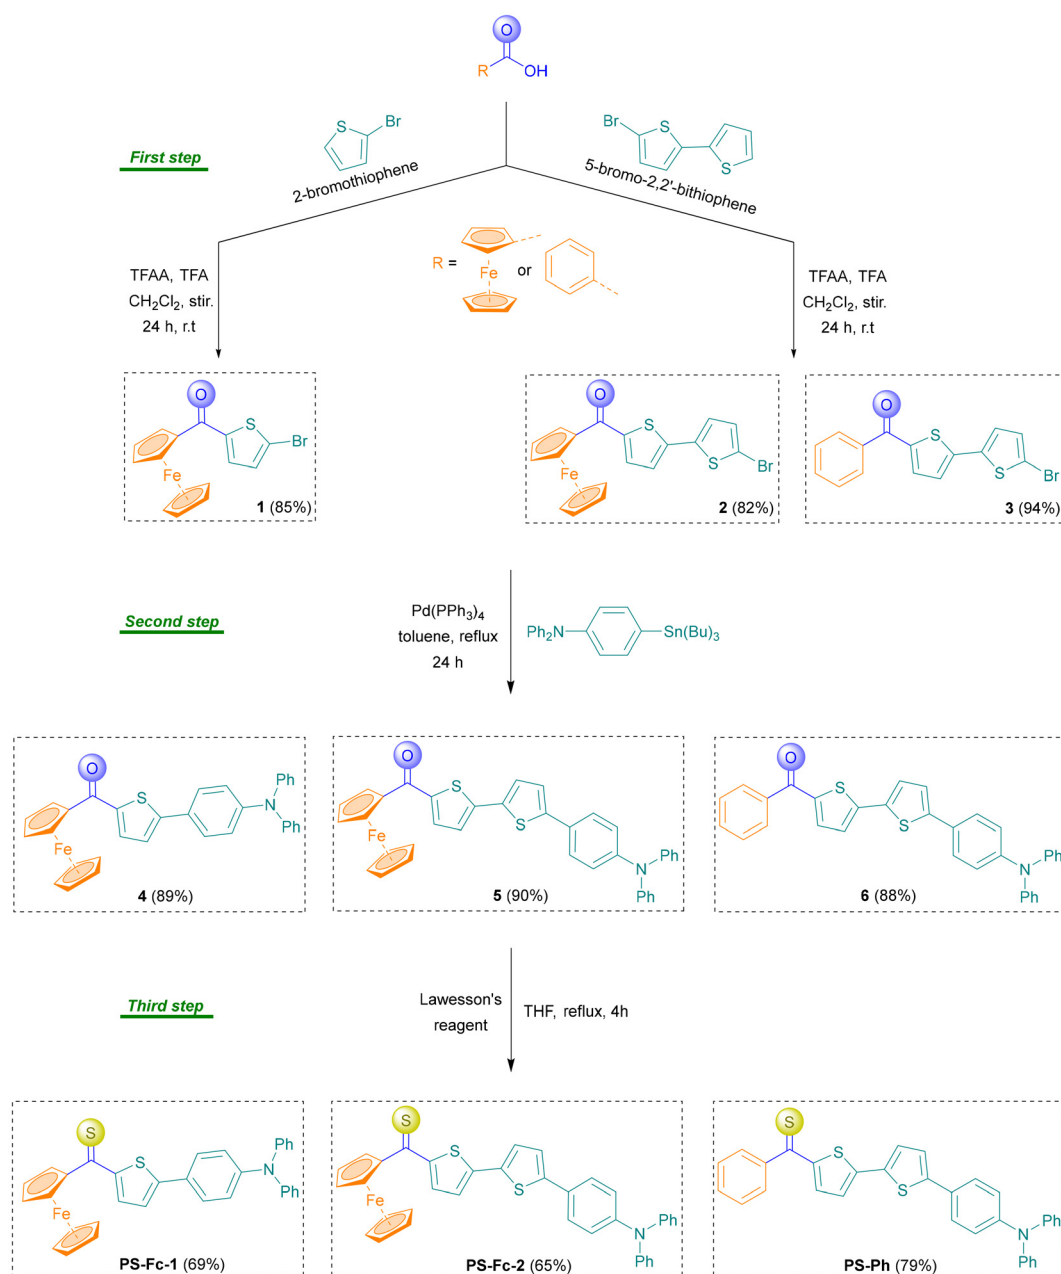 O
R
OH
S
Br
Br
S
S
First step
2-bromothiophene
5-bromo-2,2'-bithiophene
R =
Fe
or
TFAA, TFA
CH2Cl2, stir.
24 h, r.t
TFAA, TFA
CH2Cl2, stir.
24 h, r.t
O
S
Br
Fe
1 (85%)
O
S
S
Br
Fe
2 (82%)
O
S
S
Br
3 (94%)
Second step
Pd(PPh3)4
toluene, reflux
24 h
Ph2N
Sn(Bu)3
O
S
Ph
N
Ph
Fe
4 (89%)
O
S
S
Fe
Ph
N
Ph
5 (90%)
O
S
S
Ph
N
Ph
6 (88%)
Third step
Lawesson's
reagent
THF, reflux, 4h
S
S
Ph
N
Ph
Fe
PS-Fc-1 (69%)
S
S
S
Fe
Ph
N
Ph
PS-Fc-2 (65%)
S
S
S
Ph
N
Ph
PS-Ph (79%)